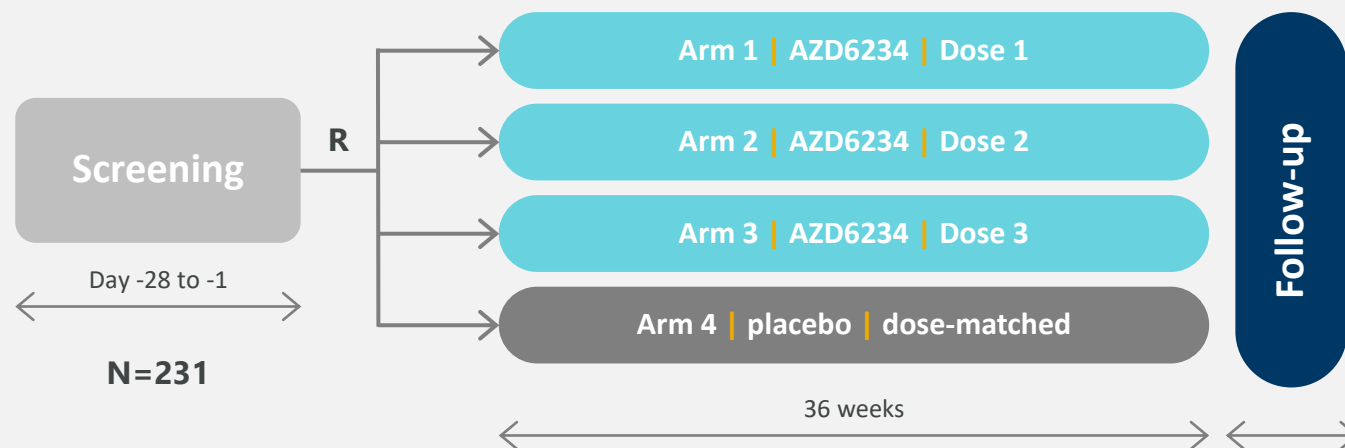 Screening
Day -28 to -1
N=231
R
Arm 1 | AZD6234 | Dose 1
Arm 2 | AZD6234 | Dose 2
Arm 3 | AZD6234 | Dose 3
Arm 4 | placebo | dose-matched
36 weeks
Follow-up